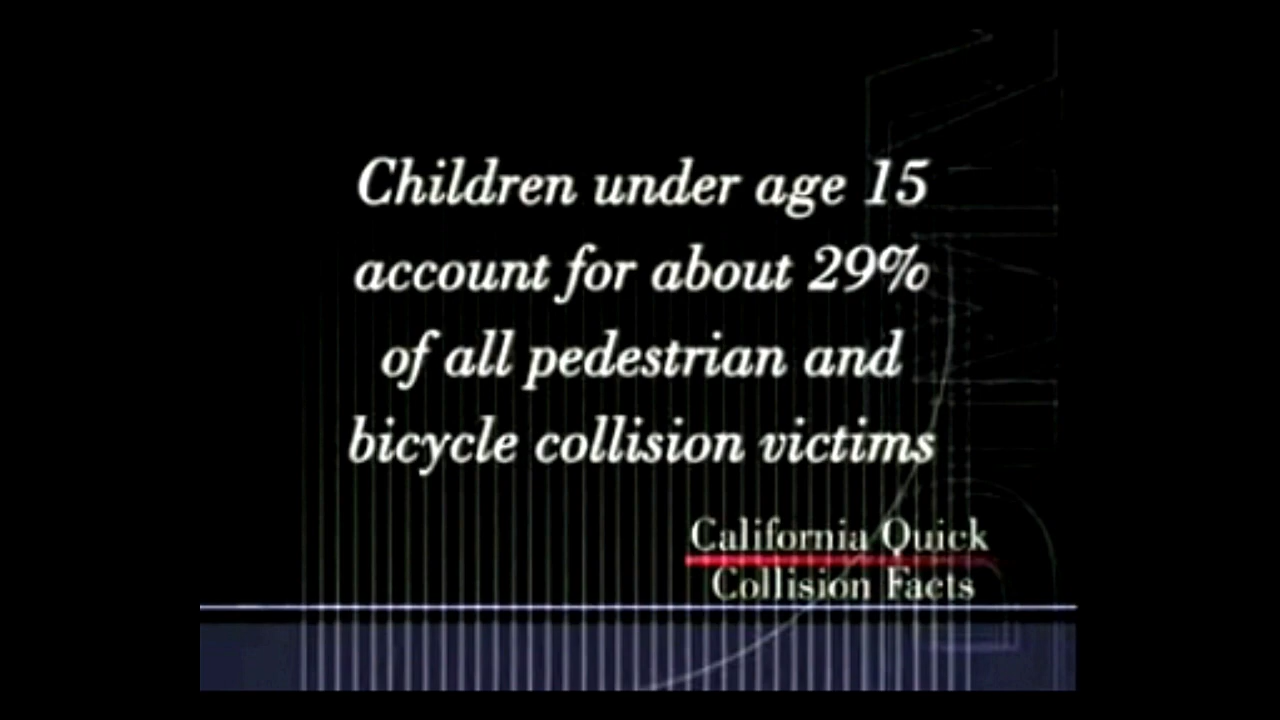 Children under age 15
account for about 29%
of all pedestrian and
bicycle collision victims
California Quick
Collision Facts